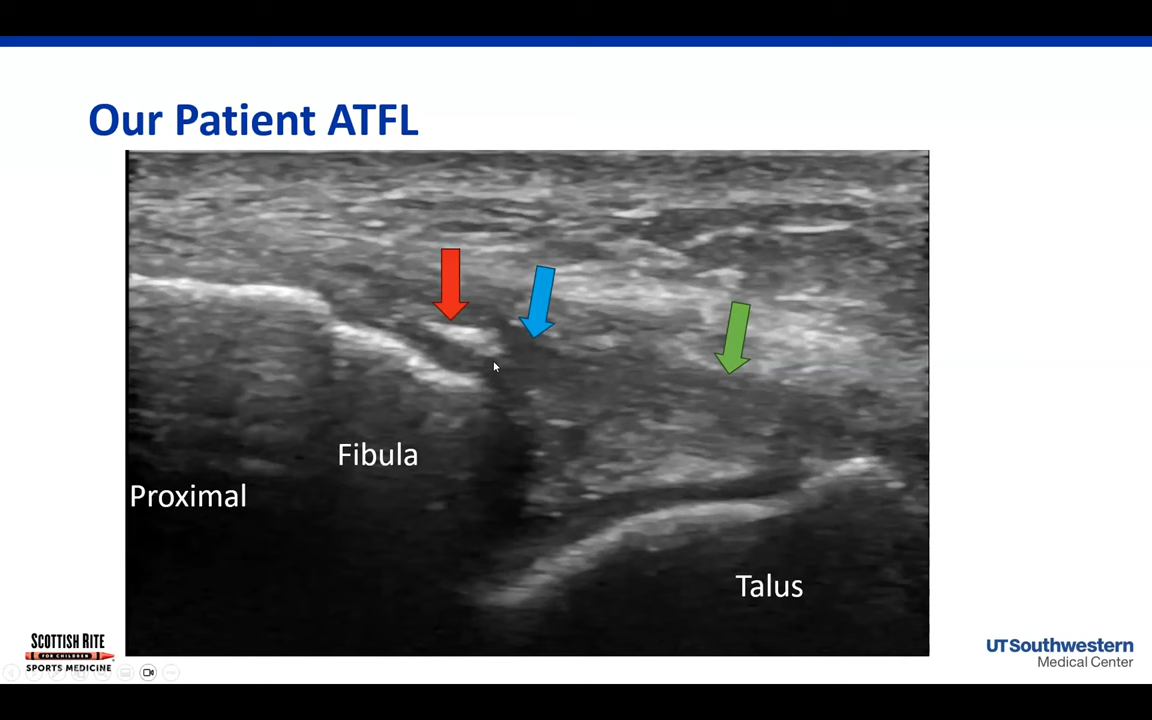 Our Patient ATFL
Fibula
Proximal
Talus
SCOTTISH RITE
FOR CHILDREN
SPORTS MEDICINE
UTSouthwestern
Medical Center